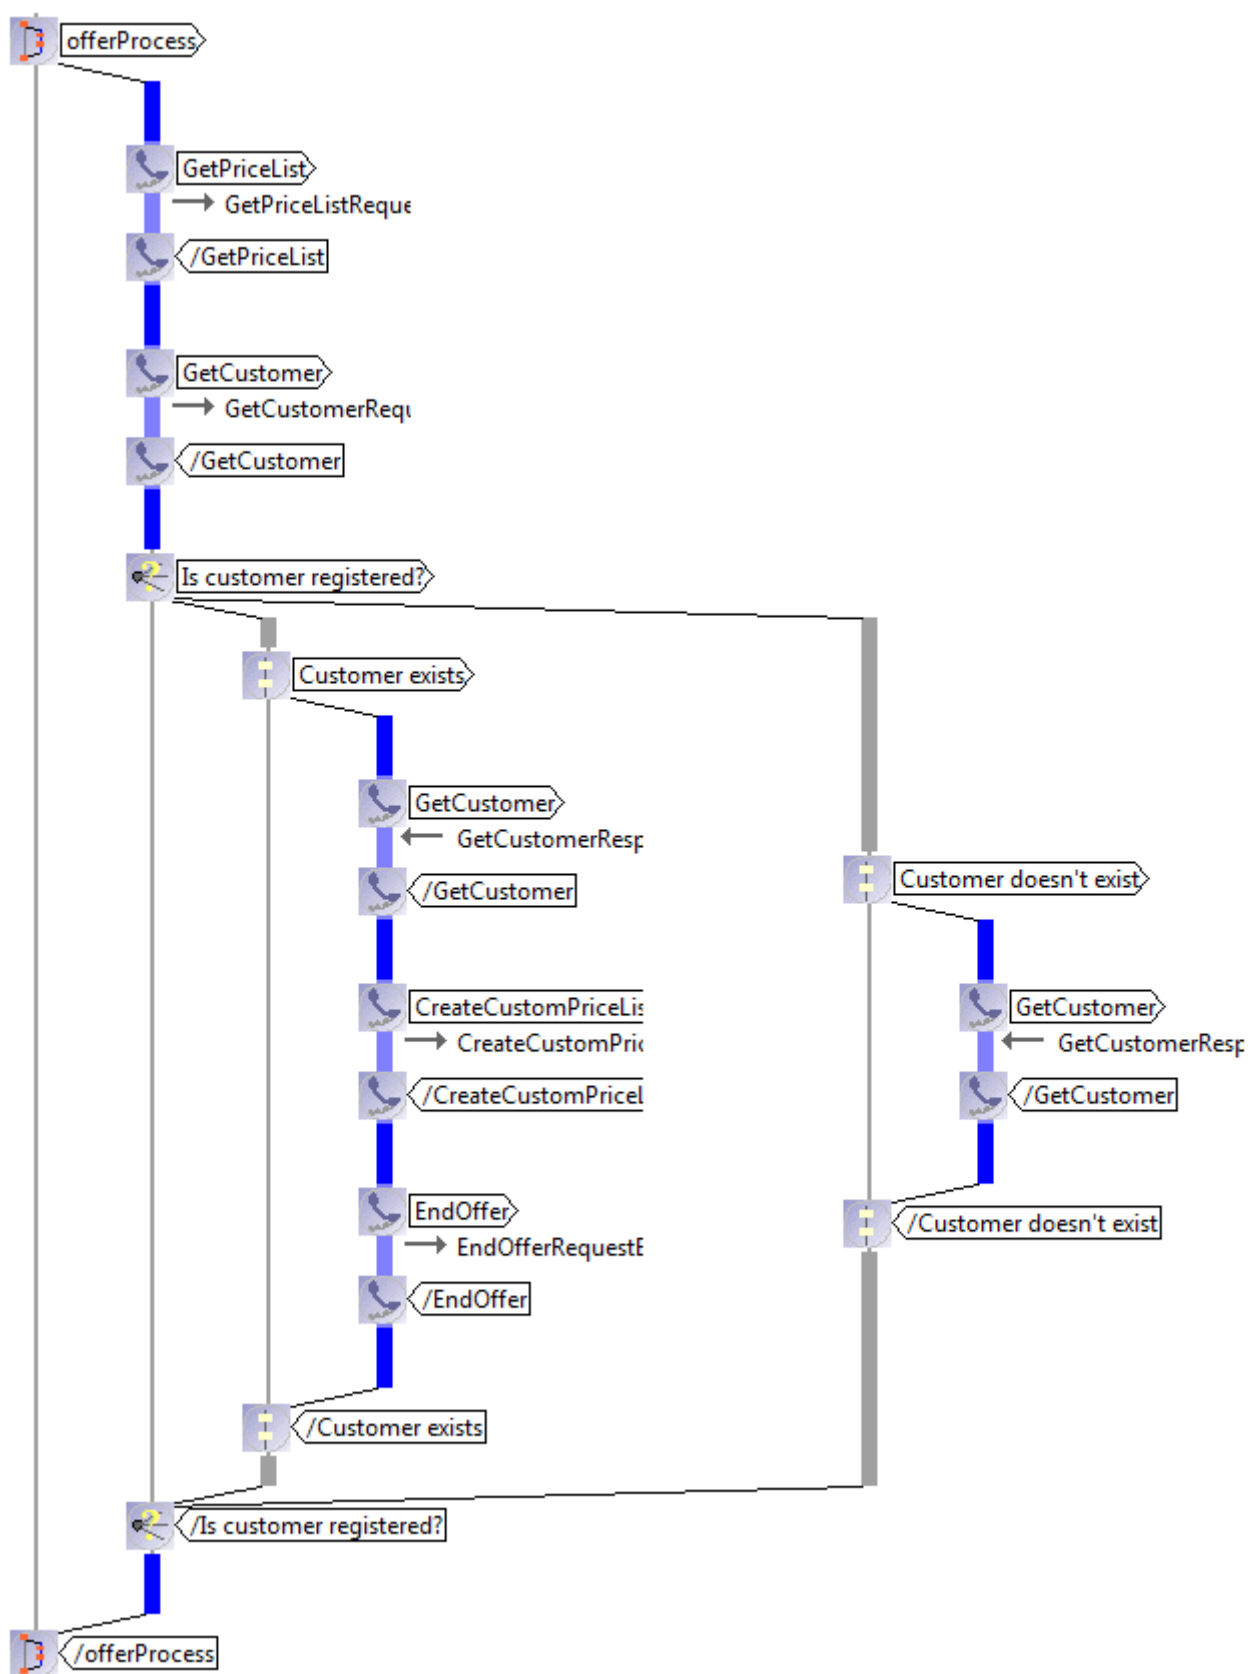 offerProcess
GetPriceList
GetPriceListReque
/GetPriceList
GetCustomer
GetCustomerRequ
/GetCustomer
Is customer registered?
Customer exists
GetCustomer
GetCustomerResp
/GetCustomer
Customer doesn't exist
CreateCustomPriceLis
GetCustomer
CreateCustomPric
GetCustomerResp
/CreateCustomPriceL
/GetCustomer
EndOffer
/Customer doesn't exist
EndOfferRequestE
/EndOffer
/Customer exists
/Is customer registered?
/offerProcess